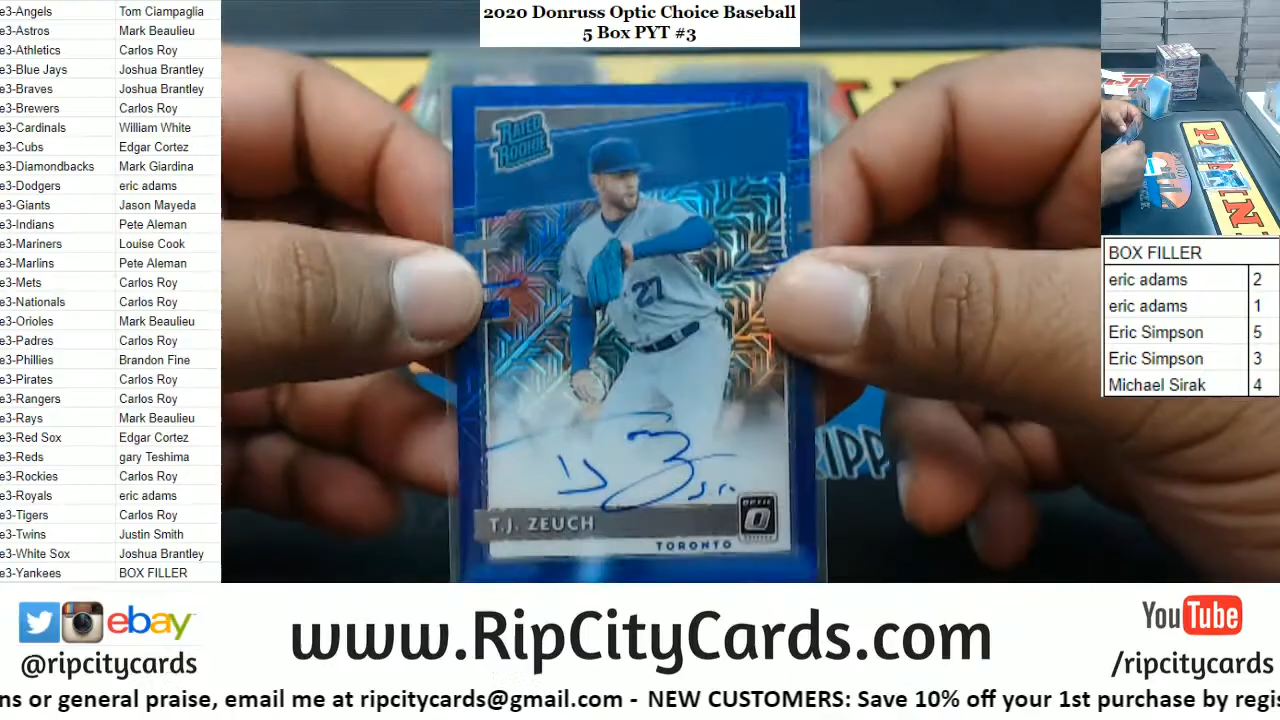 2020 Donruss Optic Choice Baseball
5 Box PYT #3
e3-Angels Tom Ciampaglia
e3-Astros Mark Beaulieu
e3-Athletics Carlos Roy
e3-Blue Jays Joshua Brantley
e3-Braves Joshua Brantley
e3-Brewers Carlos Roy
e3-Cardinals William White
e3-Cubs Edgar Cortez
e3-Diamondbacks Mark Giardina
e3-Dodgers eric adams
e3-Giants Jason Mayeda
e3-Indians Pete Aleman
e3-Mariners Louise Cook
e3-Marlins Pete Aleman
e3-Mets Carlos Roy
e3-Nationals Carlos Roy
e3-Orioles Mark Beaulieu
e3-Padres Carlos Roy
e3-Phillies Brandon Fine
e3-Pirates Carlos Roy
e3-Rangers Carlos Roy
e3-Rays Mark Beaulieu
e3-Red Sox Edgar Cortez
e3-Reds gary Teshima
e3-Rockies Carlos Roy
e3-Royals eric adams
e3-Tigers Carlos Roy
e3-Twins Justin Smith
e3-White Sox Joshua Brantley
e3-Yankees BOX FILLER
RATED
ROOKIE
27
T.J. ZEUCH
OPTIC
TORONTO
RIPP
PANIN
BOX FILLER
eric adams 2
eric adams 1
Eric Simpson 5
Eric Simpson 3
Michael Sirak 4
ebay
@ripcitycards
www.RipCityCards.com
YouTube
/ripcitycards
ns or general praise, email me at ripcitycards@gmail.com - NEW CUSTOMERS: Save 10% off your 1st purchase by regis